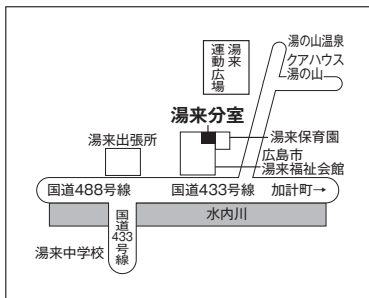 湯の山温泉
クアハウス
湯の山
湯来
運動広場
湯来分室
湯来出張所
湯来保育園
広島市
湯来福祉会館
国道488号線
国道433号線
加計町→
水内川
国道433号線
湯来中学校